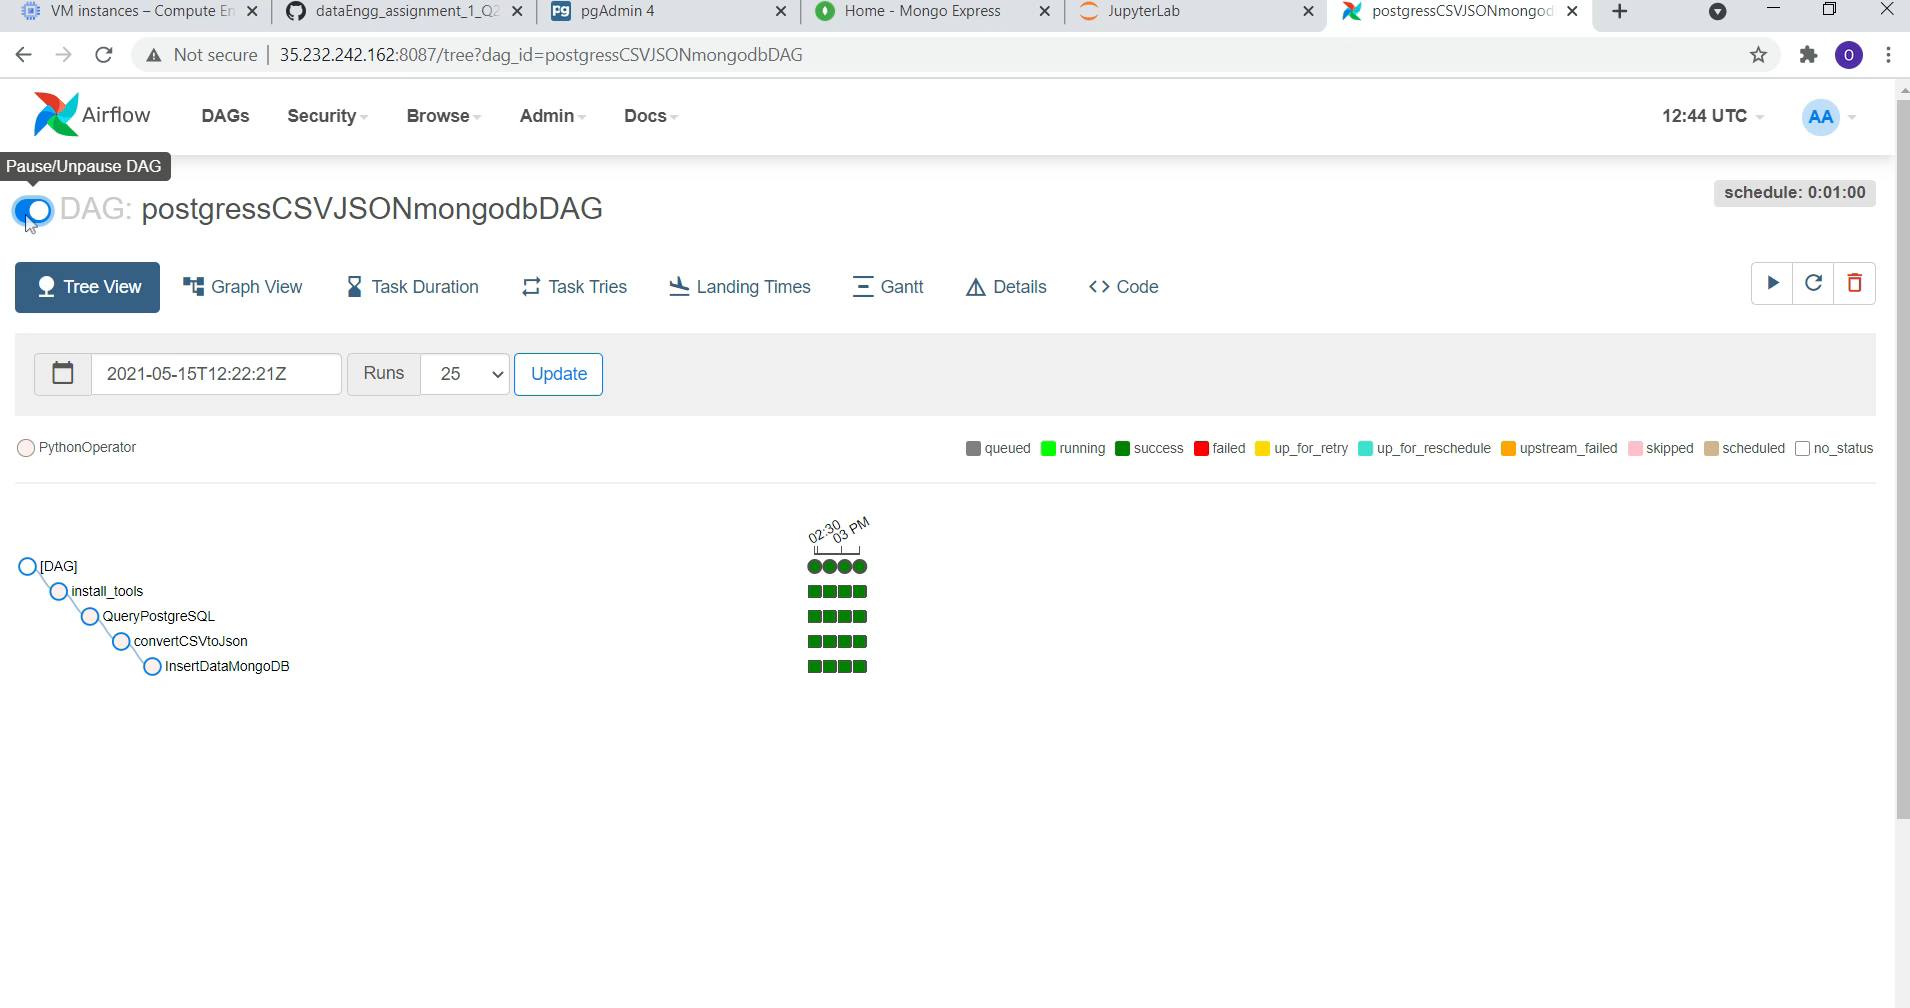 VM instances – Compute En
dataEngg_assignment_1_Q2
Pg pgAdmin 4
Home - Mongo Express
JupyterLab
postgressCSVJSONmongod
Not secure | 35.232.242.162:8087/tree?dag_id=postgressCSVJSONmongodbDAG
O
Airflow DAGs Security Browse Admin Docs 12:44 UTC AA
Pause/Unpause DAG
DAG: postgressCSVJSONmongodbDAG
schedule: 0:01:00
Tree View Graph View Task Duration Task Tries Landing Times Gantt Details <> Code
2021-05-15T12:22:21Z Runs 25 Update
PythonOperator
queued running success failed up_for_retry up_for_reschedule upstream_failed skipped scheduled no_status
02:30 03 PM
[DAG]
install_tools
QueryPostgreSQL
convertCSVtoJson
InsertDataMongoDB